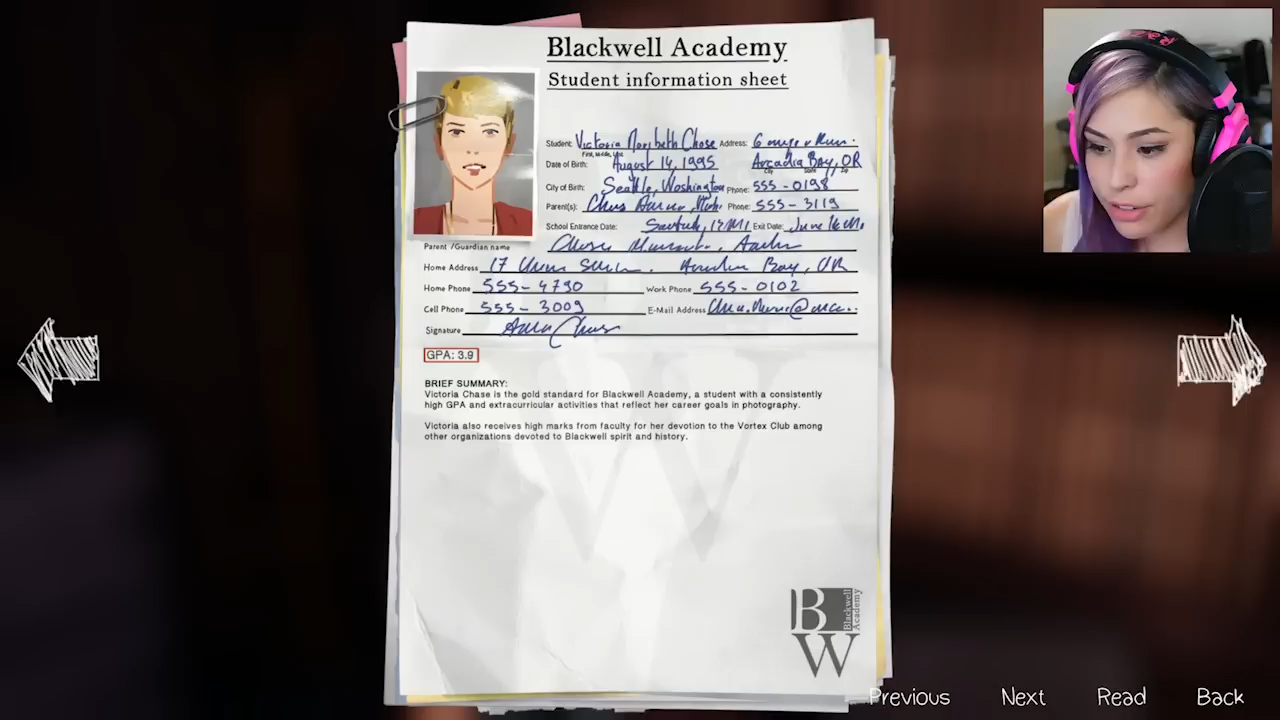 Blackwell Academy
Student information sheet
Student: Victoria Maribeth Chase Address:
First, Middle, Last
Date of Birth: August 14, 1995 Arcadia Bay, OR
City State Zip
City of Birth: Seattle, Washington Phone: 555-0198
Parent(s): Phone: 555-3119
School Entrance Date: Exit Date: June
Parent /Guardian name
Home Address 17 Bay, OR
Home Phone 555-4790 Work Phone 555-0102
Cell Phone 555-3009 E-Mail Address
Signature
GPA: 3.9
BRIEF SUMMARY:
Victoria Chase is the gold standard for Blackwell Academy, a student with a consistently
high GPA and extracurricular activities that reflect her career goals in photography.
Victoria also receives high marks from faculty for her devotion to the Vortex Club among
other organizations devoted to Blackwell spirit and history.
B Blackwell Academy
W
Previous Next Read Back